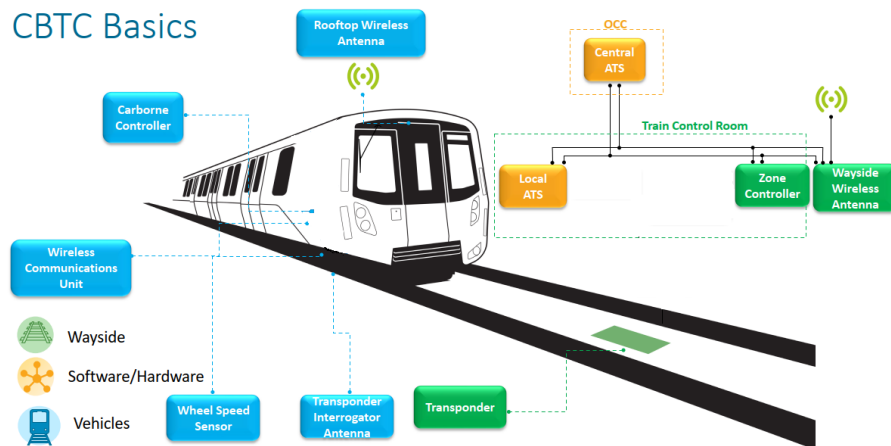 CBTC Basics
Rooftop Wireless
Antenna
OCC
Central
ATS
Carborne
Controller
Train Control Room
Local
ATS
Zone
Controller
Wayside
Wireless
Antenna
Wireless
Communications
Unit
Wayside
Software/Hardware
Vehicles
Wheel Speed
Sensor
Transponder
Interrogator
Antenna
Transponder